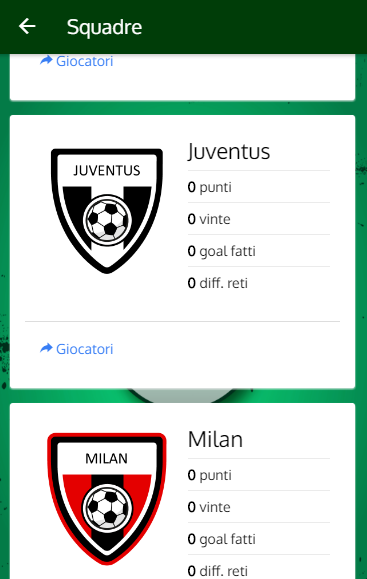 Squadre
Giocatori
JUVENTUS
Juventus
0 punti
0 vinte
0 goal fatti
0 diff. reti
Giocatori
MILAN
Milan
0 punti
0 vinte
0 goal fatti
0 diff. reti